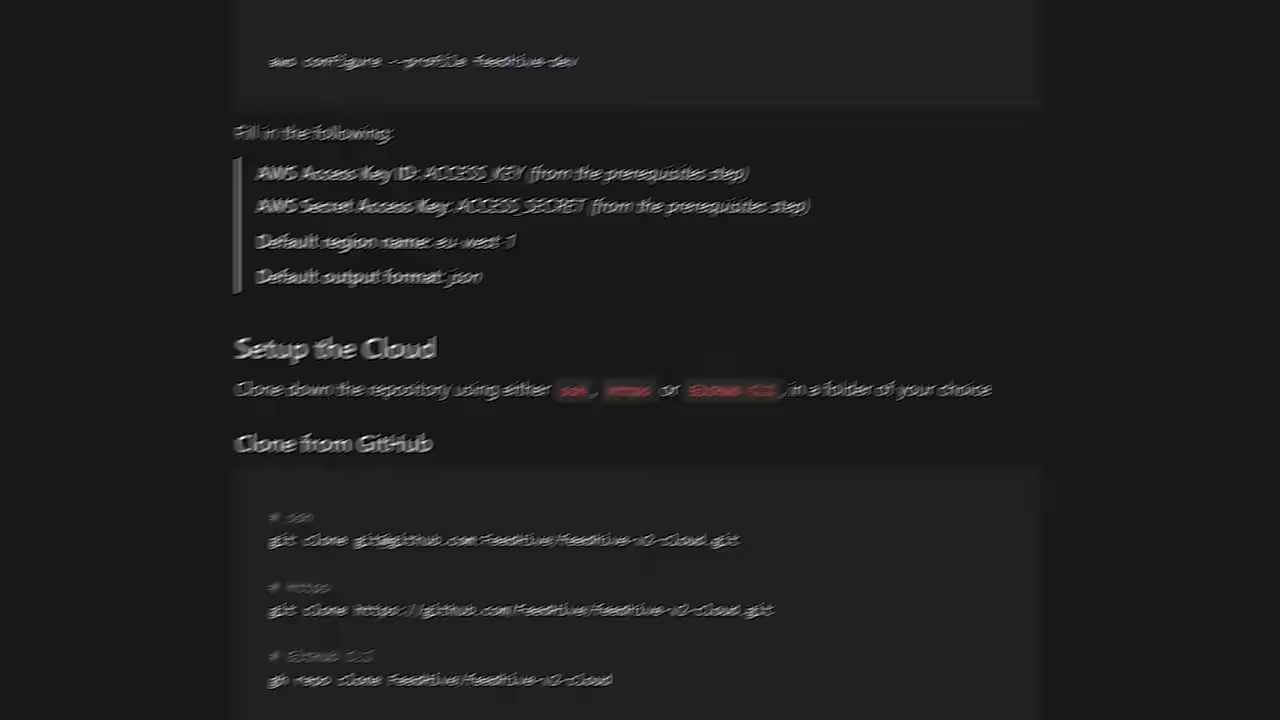 aws configure --profile feedhive-dev
Fill in the following:
AWS Access Key ID: ACCESS_KEY (from the prerequisites step)
AWS Secret Access Key: ACCESS_SECRET (from the prerequisites step)
Default region name: eu-west-1
Default output format: json
Setup the Cloud
Clone down the repository using either ssh, https or GitHub CLI, in a folder of your choice
Clone from GitHub
# ssh
git clone git@github.com:FeedHive/feedhive-v2-cloud.git
# https
git clone https://github.com/FeedHive/feedhive-v2-cloud.git
# GitHub CLI
gh repo clone FeedHive/feedhive-v2-cloud